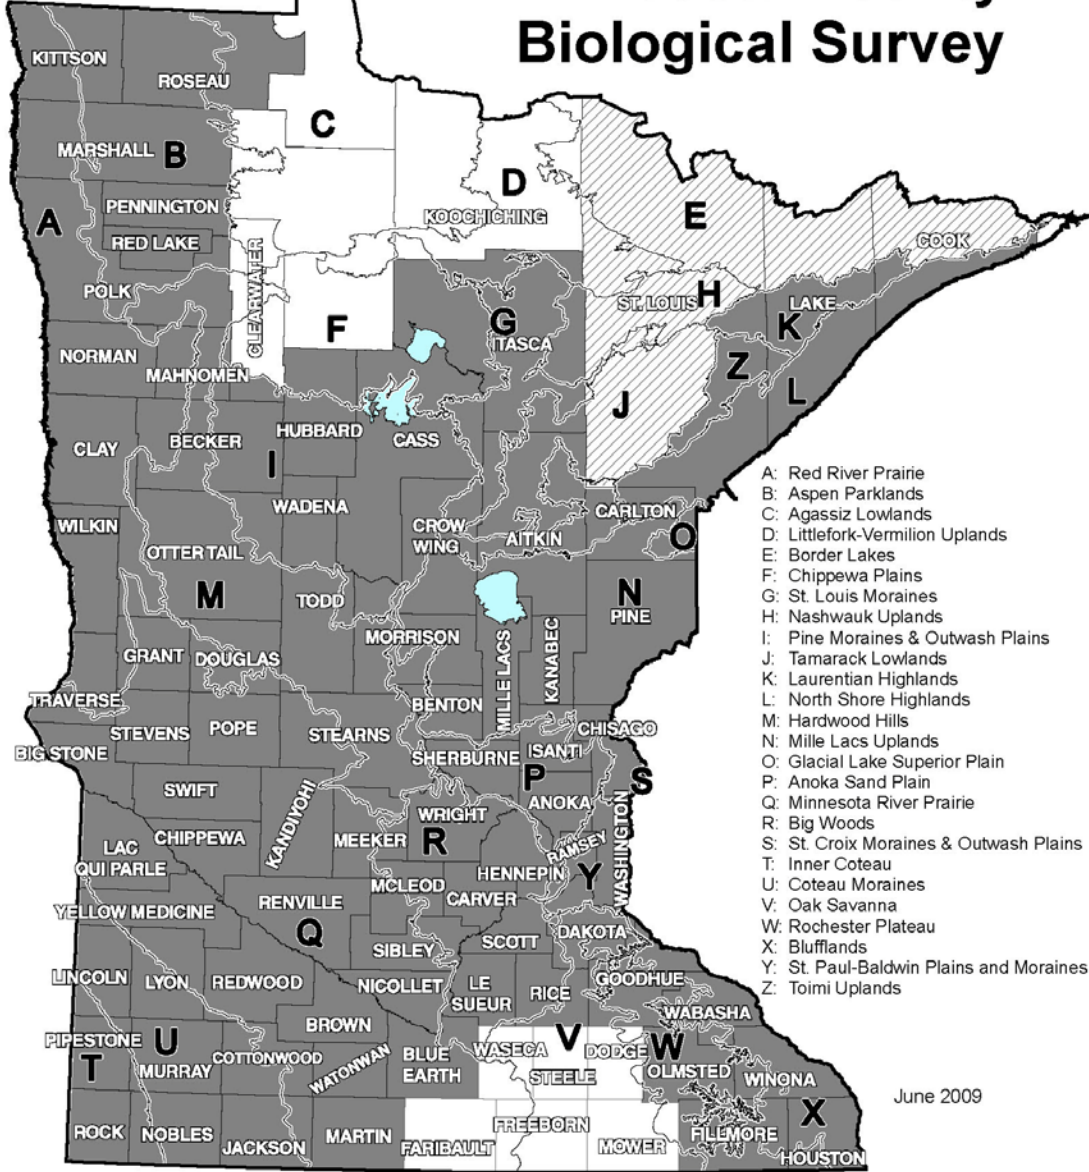 Biological Survey
KITTSON
ROSEAU
C
MARSHALL B
D
PENNINGTON
E
A
KOOCHICHING
RED LAKE
COOK
CLEARWATER
POLK
ST. LOUIS H
LAKE
F
G
K
ITASCA
NORMAN
MAHNOMEN
Z
J
L
HUBBARD
CASS
BECKER
CLAY
I
WADENA
CARLTON
WILKIN
CROW
WING
AITKIN
O
OTTER TAIL
M
TODD
N
PINE
MORRISON
MILLE LACS
KANABEC
GRANT
DOUGLAS
TRAVERSE
BENTON
STEVENS
POPE
STEARNS
CHISAGO
BIG STONE
SHERBURNE
ISANTI
P
S
SWIFT
ANOKA
KANDIYOHI
WRIGHT
WASHINGTON
CHIPPEWA
MEEKER
R
LAC
QUI PARLE
RAMSEY
HENNEPIN
Y
MCLEOD
CARVER
RENVILLE
YELLOW MEDICINE
Q
DAKOTA
SCOTT
SIBLEY
LINCOLN
LYON
REDWOOD
NICOLLET
LE
SUEUR
RICE
GOODHUE
WABASHA
BROWN
PIPESTONE
U
T
MURRAY
COTTONWOOD
WATONWAN
BLUE
EARTH
WASECA
V
DODGE
W
STEELE
OLMSTED
WINONA
X
ROCK
NOBLES
JACKSON
MARTIN
FARIBAULT
FREEBORN
MOWER
FILLMORE
HOUSTON
A: Red River Prairie
B: Aspen Parklands
C: Agassiz Lowlands
D: Littlefork-Vermilion Uplands
E: Border Lakes
F: Chippewa Plains
G: St. Louis Moraines
H: Nashwauk Uplands
I: Pine Moraines & Outwash Plains
J: Tamarack Lowlands
K: Laurentian Highlands
L: North Shore Highlands
M: Hardwood Hills
N: Mille Lacs Uplands
O: Glacial Lake Superior Plain
P: Anoka Sand Plain
Q: Minnesota River Prairie
R: Big Woods
S: St. Croix Moraines & Outwash Plains
T: Inner Coteau
U: Coteau Moraines
V: Oak Savanna
W: Rochester Plateau
X: Blufflands
Y: St. Paul-Baldwin Plains and Moraines
Z: Toimi Uplands
June 2009